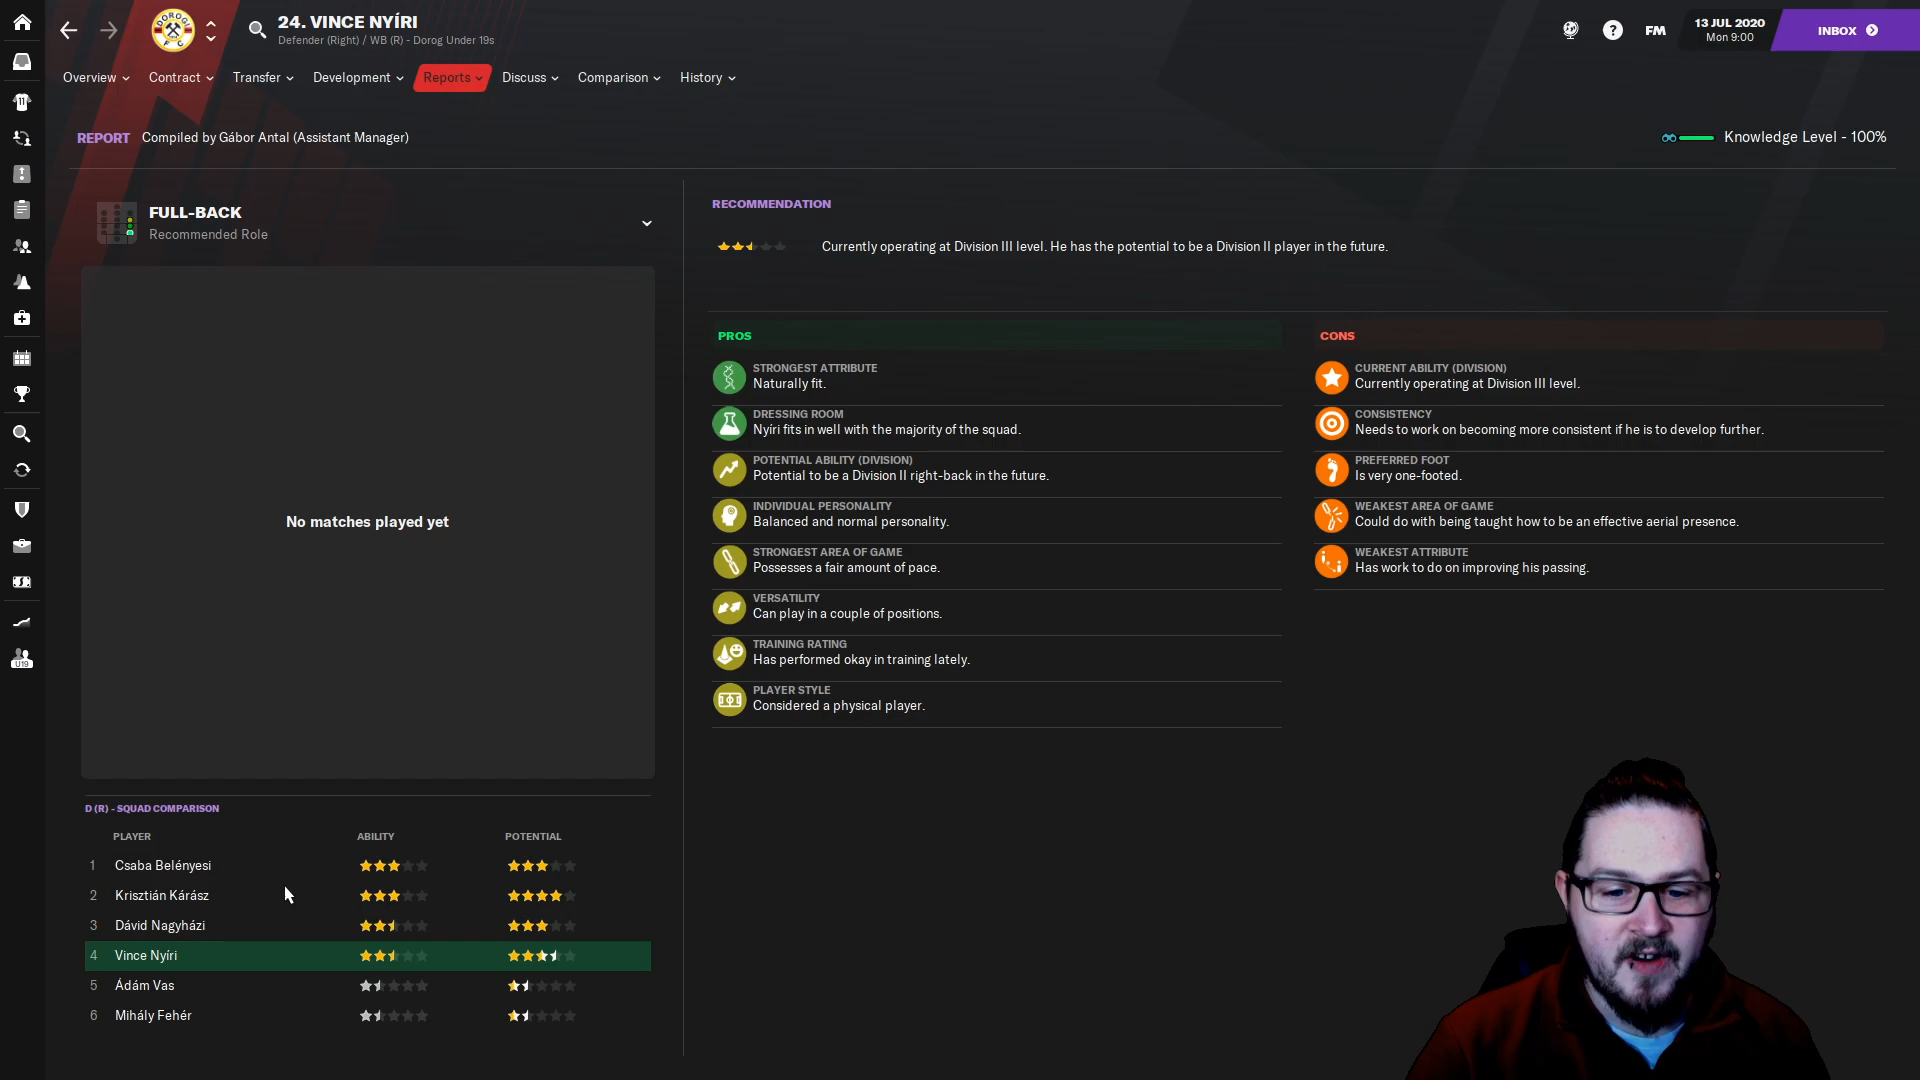 24. VINCE NYÍRI
Defender (Right) / WB (R) - Dorog Under 19s
FM
13 JUL 2020
Mon 9:00
INBOX
Overview
Contract
Transfer
Development
Reports
Discuss
Comparison
History
REPORT Compiled by Gábor Antal (Assistant Manager)
Knowledge Level - 100%
FULL-BACK
Recommended Role
No matches played yet
D (R) - SQUAD COMPARISON
PLAYER ABILITY POTENTIAL
1 Csaba Belényesi
2 Krisztián Kárász
3 Dávid Nagyházi
4 Vince Nyíri
5 Ádám Vas
6 Mihály Fehér
RECOMMENDATION
Currently operating at Division III level. He has the potential to be a Division II player in the future.
PROS
STRONGEST ATTRIBUTE
Naturally fit.
DRESSING ROOM
Nyíri fits in well with the majority of the squad.
POTENTIAL ABILITY (DIVISION)
Potential to be a Division II right-back in the future.
INDIVIDUAL PERSONALITY
Balanced and normal personality.
STRONGEST AREA OF GAME
Possesses a fair amount of pace.
VERSATILITY
Can play in a couple of positions.
TRAINING RATING
Has performed okay in training lately.
PLAYER STYLE
Considered a physical player.
CONS
CURRENT ABILITY (DIVISION)
Currently operating at Division III level.
CONSISTENCY
Needs to work on becoming more consistent if he is to develop further.
PREFERRED FOOT
Is very one-footed.
WEAKEST AREA OF GAME
Could do with being taught how to be an effective aerial presence.
WEAKEST ATTRIBUTE
Has work to do on improving his passing.
DOROGI
F C
11
U19